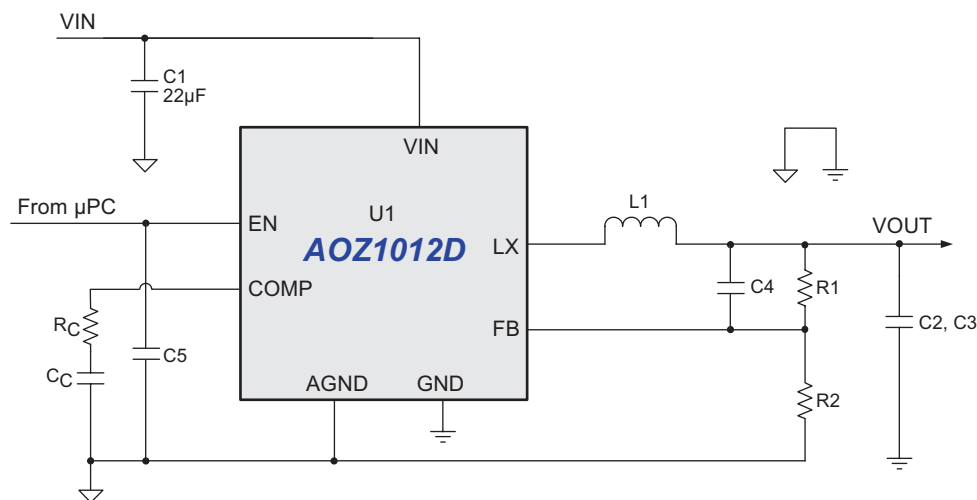 VIN
C1
22µF
VIN
From µPC
EN
U1
AOZ1012D
LX
L1
VOUT
COMP
C4
R1
RC
FB
C2, C3
C5
CC
AGND
GND
R2